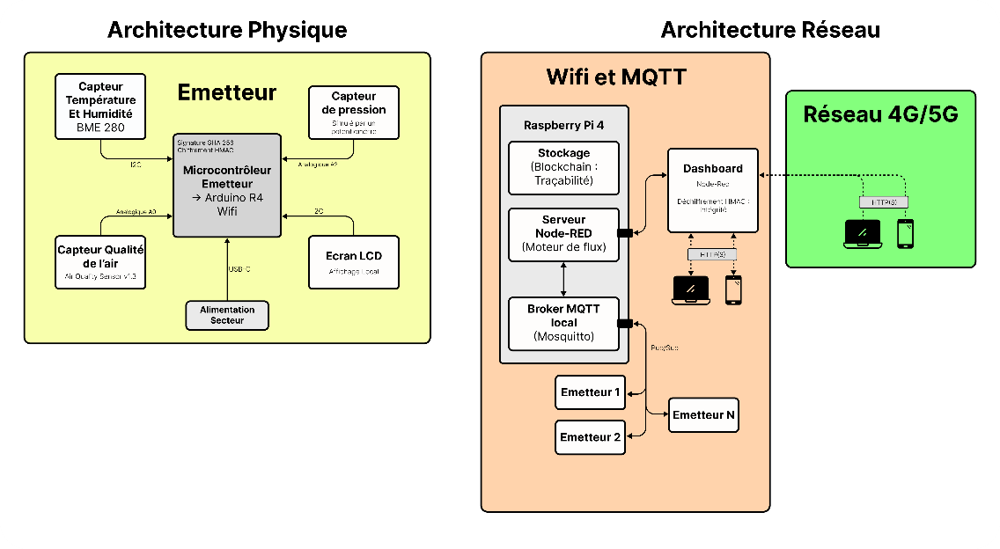 Architecture Physique
Architecture Réseau
Emetteur
Capteur
Température
Et Humidité
BME 280
Capteur
de pression
Simulé par un
potentiomètre
Signature SHA 256
Chiffrement HMAC
Microcontrôleur
Emetteur
→ Arduino R4
Wifi
I2C
Analogique A2
Analogique A0
I2C
Capteur Qualité
de l'air
Air Quality Sensor v1.3
Ecran LCD
Affichage Local
USB-C
Alimentation
Secteur
Wifi et MQTT
Raspberry Pi 4
Stockage
(Blockchain :
Traçabilité)
Serveur
Node-RED
(Moteur de flux)
Broker MQTT
local
(Mosquitto)
Dashboard
Node-Red
Déchiffrement HMAC :
Intégrité
HTTP(S)
Pub/Sub
Emetteur 1
Emetteur 2
Emetteur N
Réseau 4G/5G
HTTP(S)